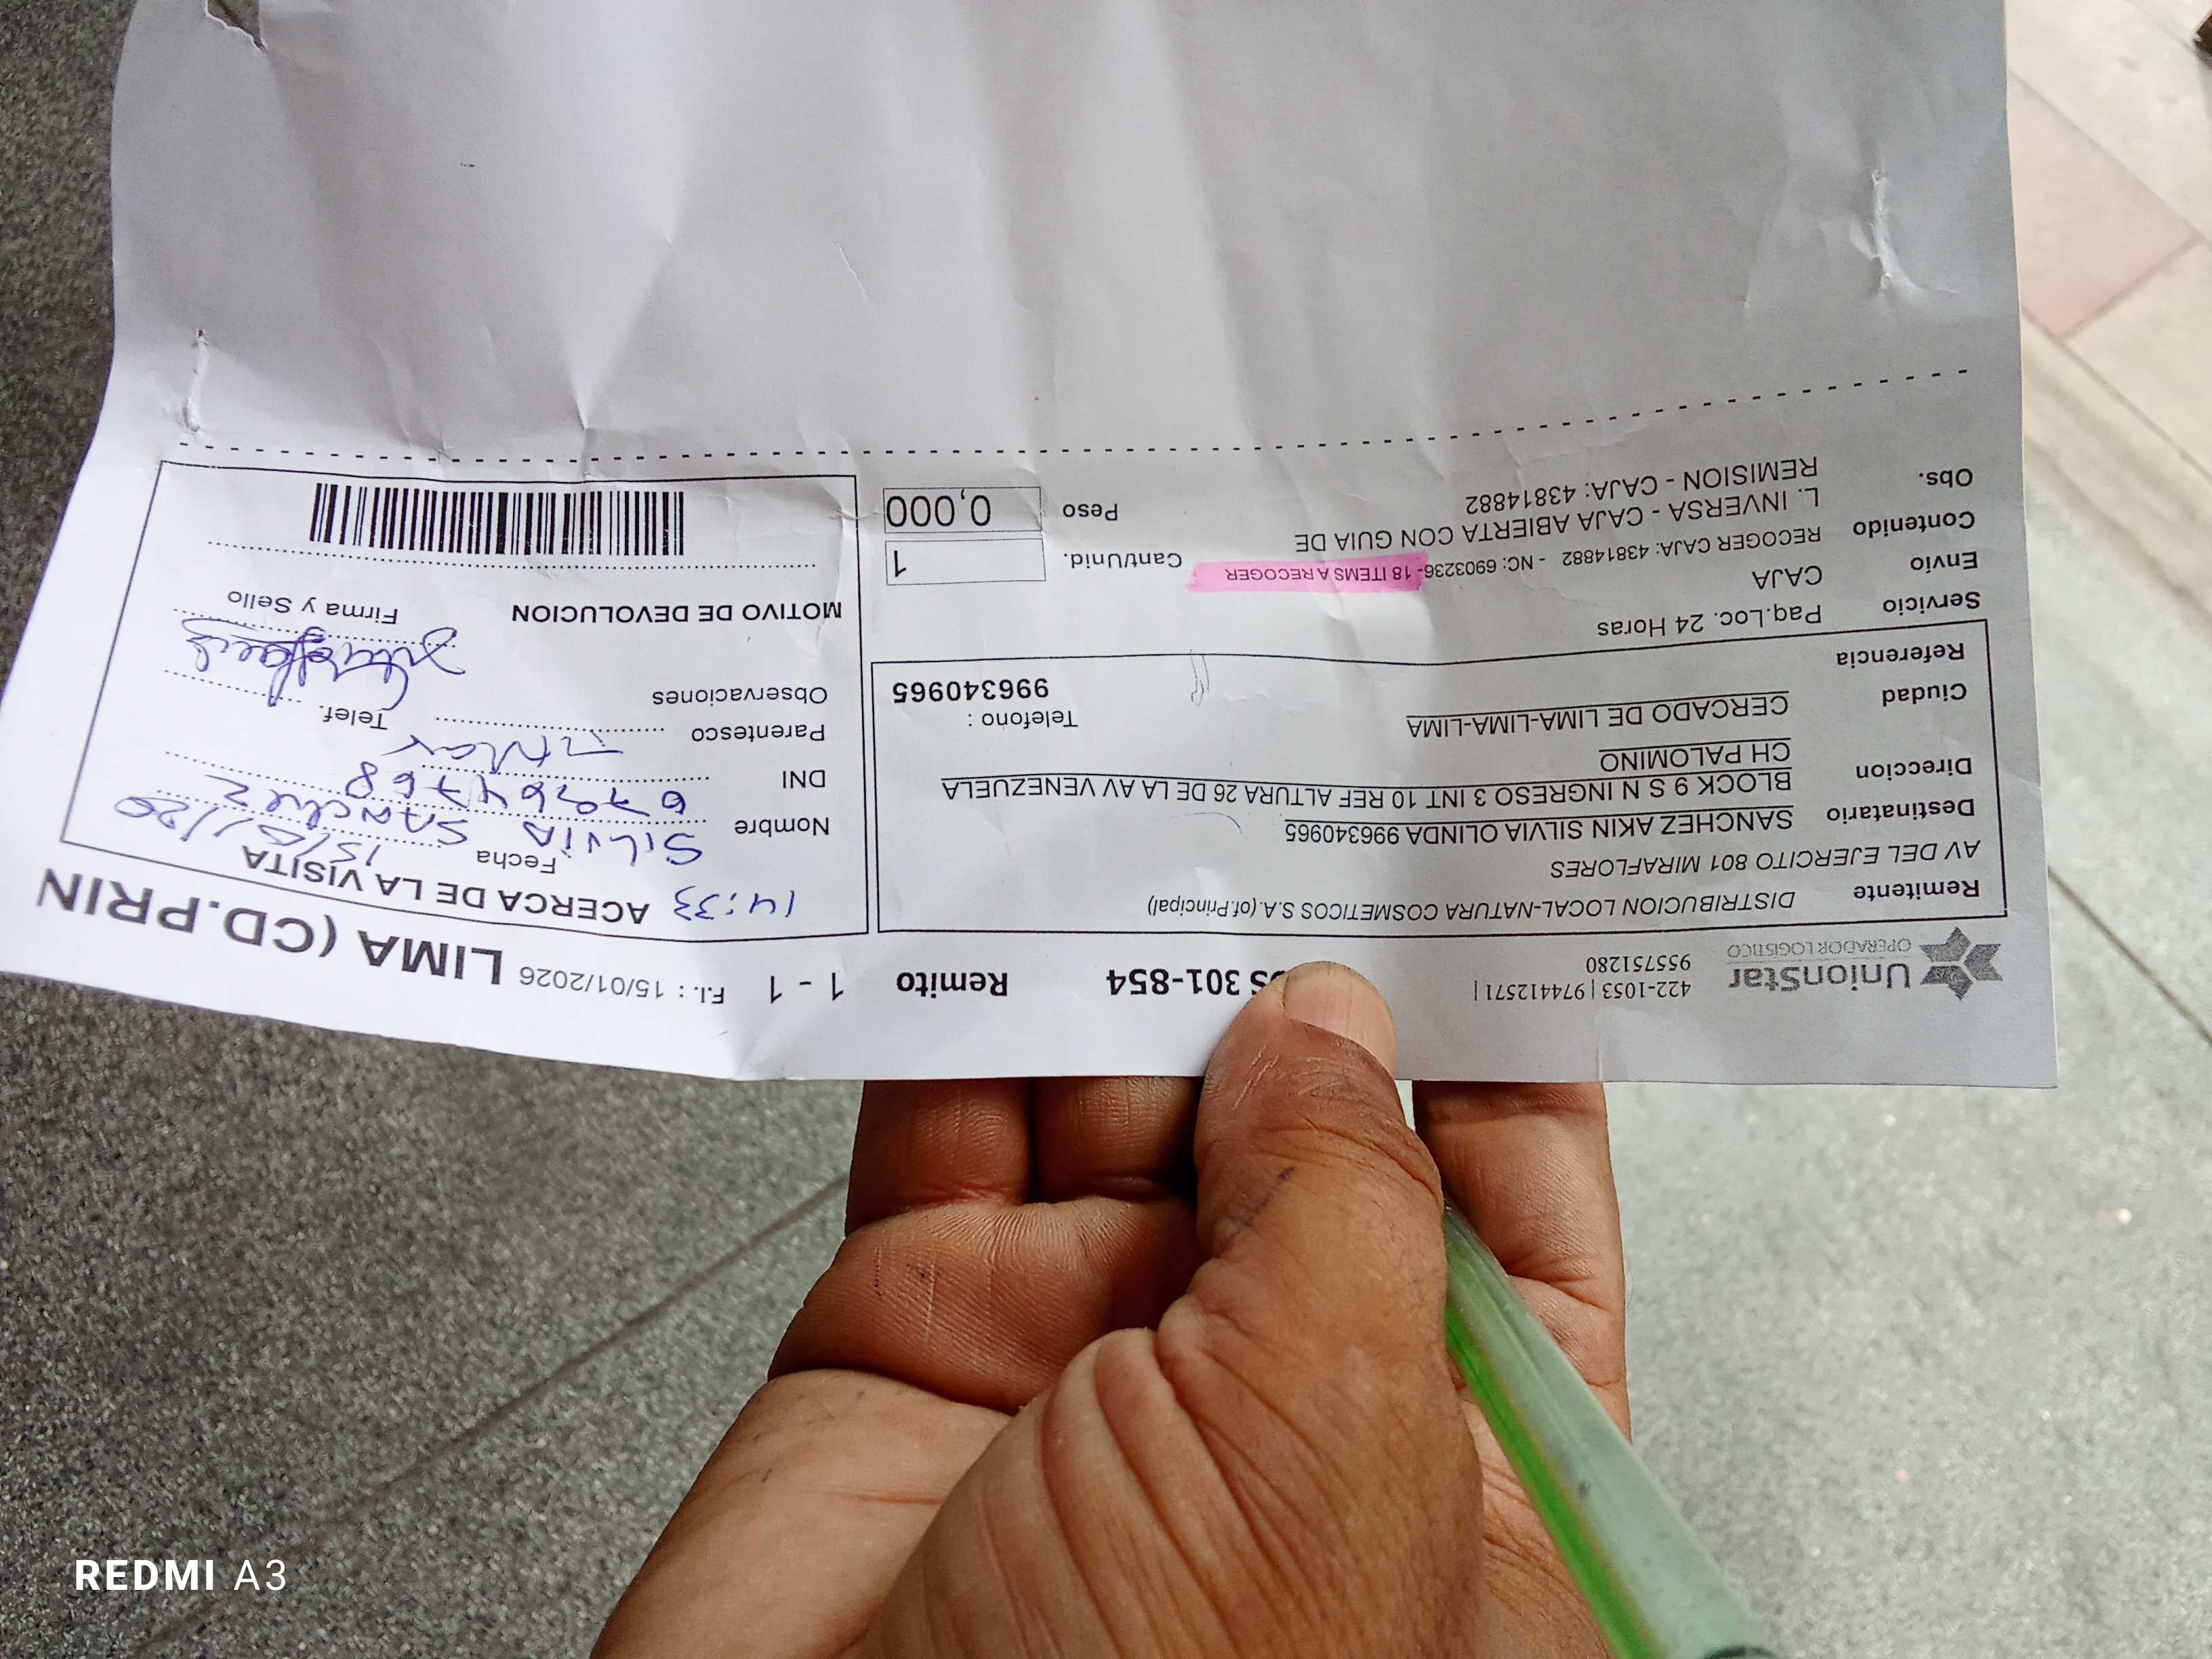 UnionStar
OPERADOR LOGISTICO
422-1053 | 974412571 |
955751280
S 301-854
Remito
1 - 1
F.I. : 15/01/2026
LIMA (CD.PRIN
Remitente
DISTRIBUCION LOCAL-NATURA COSMETICOS S.A.(of.Principal)
AV DEL EJERCITO 801 MIRAFLORES
Destinatario
SANCHEZ AKIN SILVIA OLINDA 996340965
Direccion
BLOCK 9 S N INGRESO 3 INT 10 REF ALTURA 26 DE LA AV VENEZUELA
CH PALOMINO
Ciudad
CERCADO DE LIMA-LIMA-LIMA
Telefono :
996340965
Referencia
Servicio
Paq.Loc. 24 Horas
Envio
CAJA
Contenido
RECOGER CAJA: 43814882 - NC: 6903236- 18 ITEMS A RECOGER
Obs.
L. INVERSA - CAJA ABIERTA CON GUIA DE
REMISION - CAJA: 43814882
Cant/Unid.
1
Peso
0,000
14:33 ACERCA DE LA VISITA
Fecha
Nombre SILVIA SANCHEZ
DNI
Parentesco
Telef.
Observaciones
MOTIVO DE DEVOLUCION
Firma y Sello
REDMI A3